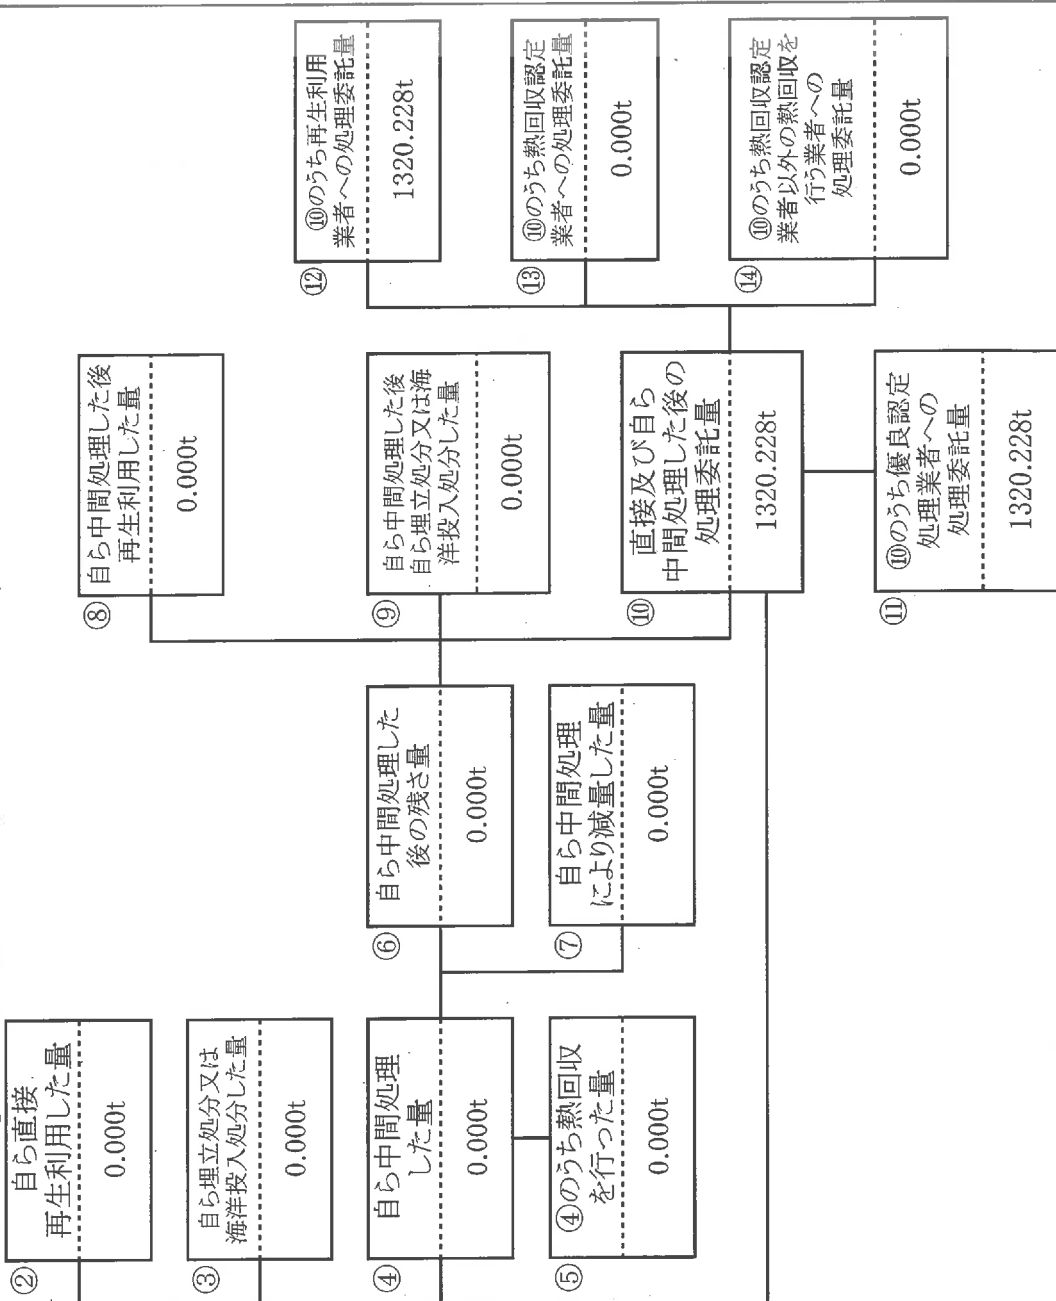 ②
自ら直接
再生利用した量
0.000t
③
自ら埋立処分又は
海洋投入処分した量
0.000t
④
自ら中間処理
した量
0.000t
⑤
④のうち熱回収
を行った量
0.000t
⑥
自ら中間処理した
後の残さ量
0.000t
⑦
自ら中間処理
により減量した量
0.000t
⑧
自ら中間処理した後
再生利用した量
0.000t
⑨
自ら中間処理した後
自ら埋立処分又は海
洋投入処分した量
0.000t
⑩
直接及び自ら
中間処理した後の
処理委託量
1320.228t
⑪
⑩のうち優良認定
処理業者への
処理委託量
1320.228t
⑫
⑩のうち再生利用
業者への処理委託量
1320.228t
⑬
⑩のうち熱回収認定
業者への処理委託量
0.000t
⑭
⑩のうち熱回収認定
業者以外の熱回収を
行う業者への
処理委託量
0.000t